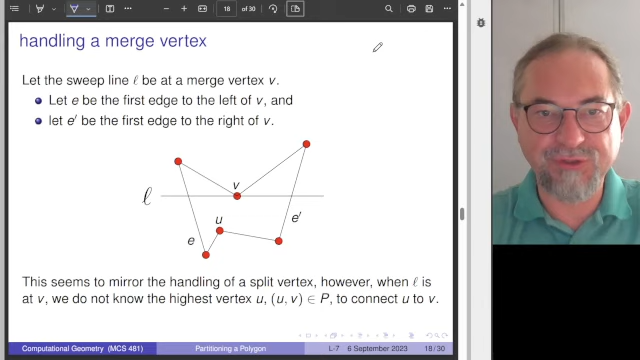 18 of 30
handling a merge vertex
Let the sweep line ℓ be at a merge vertex v.
Let e be the first edge to the left of v, and
let e′ be the first edge to the right of v.
v
ℓ
u
e′
e
This seems to mirror the handling of a split vertex, however, when ℓ is
at v, we do not know the highest vertex u, (u, v) ∈ P, to connect u to v.
Computational Geometry (MCS 481) Partitioning a Polygon L-7 6 September 2023 18 / 30